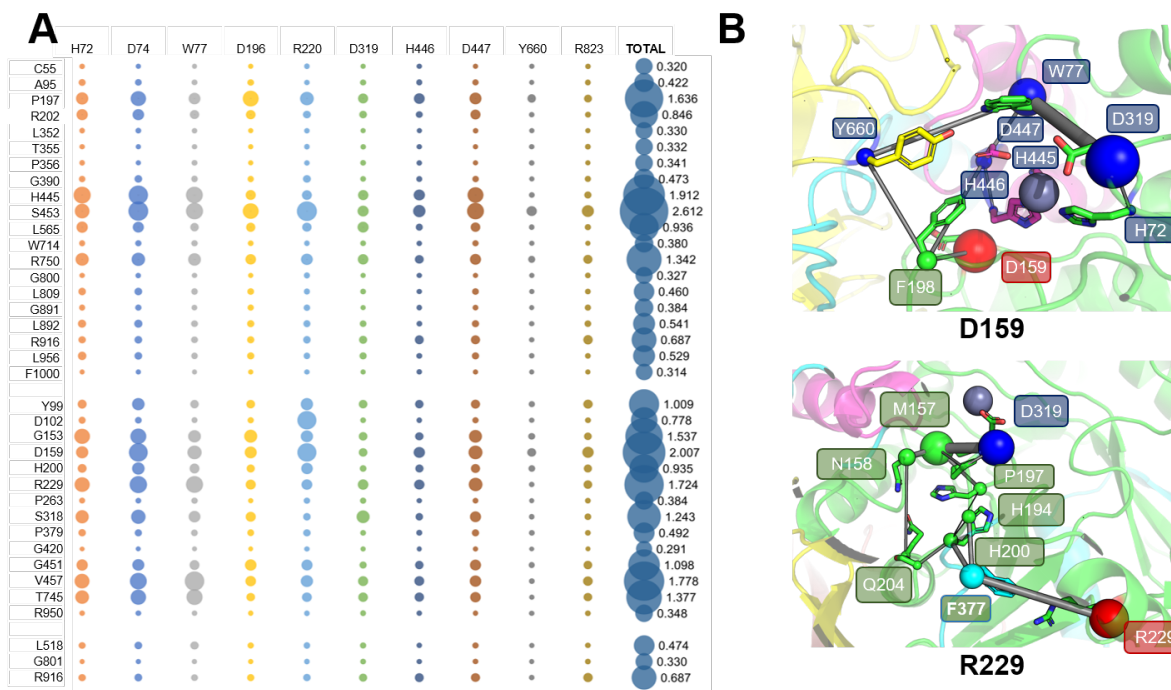 A
H72 D74 W77 D196 R220 D319 H446 D447 Y660 R823 TOTAL
C55 0.320
A95 0.422
P197 1.636
R202 0.846
L352 0.330
T355 0.332
P356 0.341
G390 0.473
H445 1.912
S453 2.612
L565 0.936
W714 0.380
R750 1.342
G800 0.327
L809 0.460
G891 0.384
L892 0.541
R916 0.687
L956 0.529
F1000 0.314
Y99 1.009
D102 0.778
G153 1.537
D159 2.007
H200 0.935
R229 1.724
P263 0.384
S318 1.243
P379 0.492
G420 0.291
G451 1.098
V457 1.778
T745 1.377
R950 0.348
L518 0.474
G801 0.330
R916 0.687
B
W77
Y660
D447
D319
H445
H446
H72
D159
F198
D159
M157
D319
N158
P197
H194
H200
Q204
F377
R229
R229